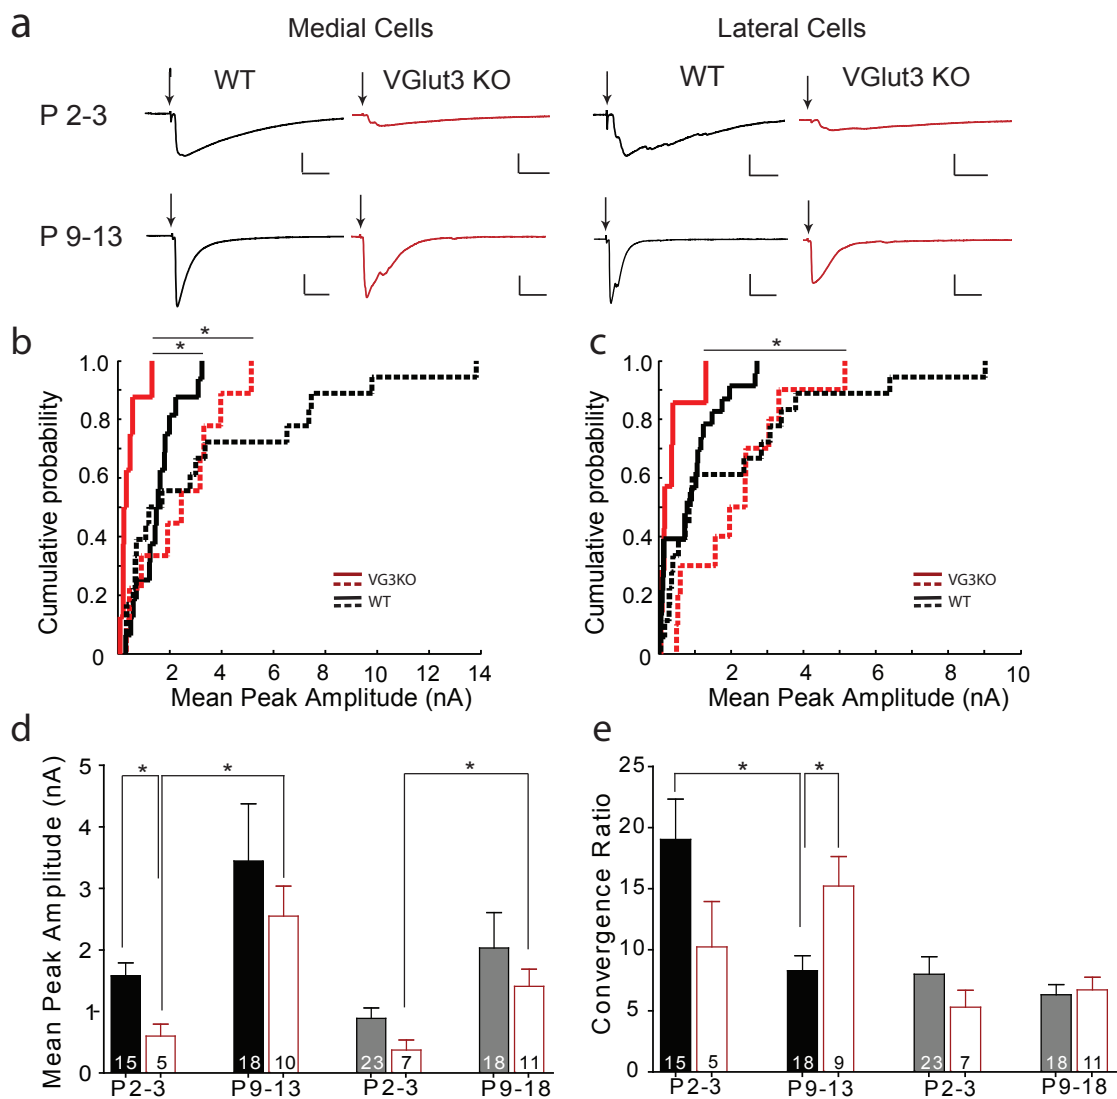 a
Medial Cells
Lateral Cells
WT
VGlut3 KO
WT
VGlut3 KO
P 2-3
P 9-13
b
*
*
1.0
0.8
0.6
0.4
0.2
0
2
4
6
8
10
12
14
Cumulative probability
Mean Peak Amplitude (nA)
VG3KO
WT
c
*
1.0
0.8
0.6
0.4
0.2
0
2
4
6
8
10
Cumulative probability
Mean Peak Amplitude (nA)
VG3KO
WT
d
Mean Peak Amplitude (nA)
5
4
3
2
1
0
*
*
*
15
5
18
10
23
7
18
11
P2-3
P9-13
P2-3
P9-18
e
Convergence Ratio
25
20
15
10
5
0
*
*
15
5
18
9
23
7
18
11
P2-3
P9-13
P2-3
P9-18